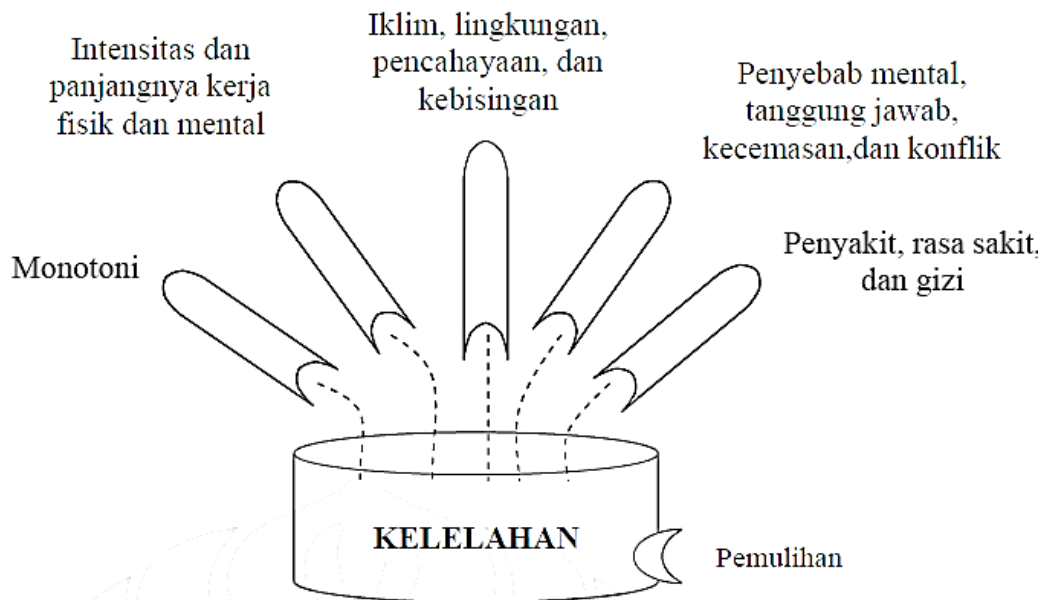 Intensitas dan
panjangnya kerja
fisik dan mental
Iklim, lingkungan,
pencahayaan, dan
kebisingan
Penyebab mental,
tanggung jawab,
kecemasan,dan konflik
Monotoni
Penyakit, rasa sakit,
dan gizi
KELELAHAN
Pemulihan